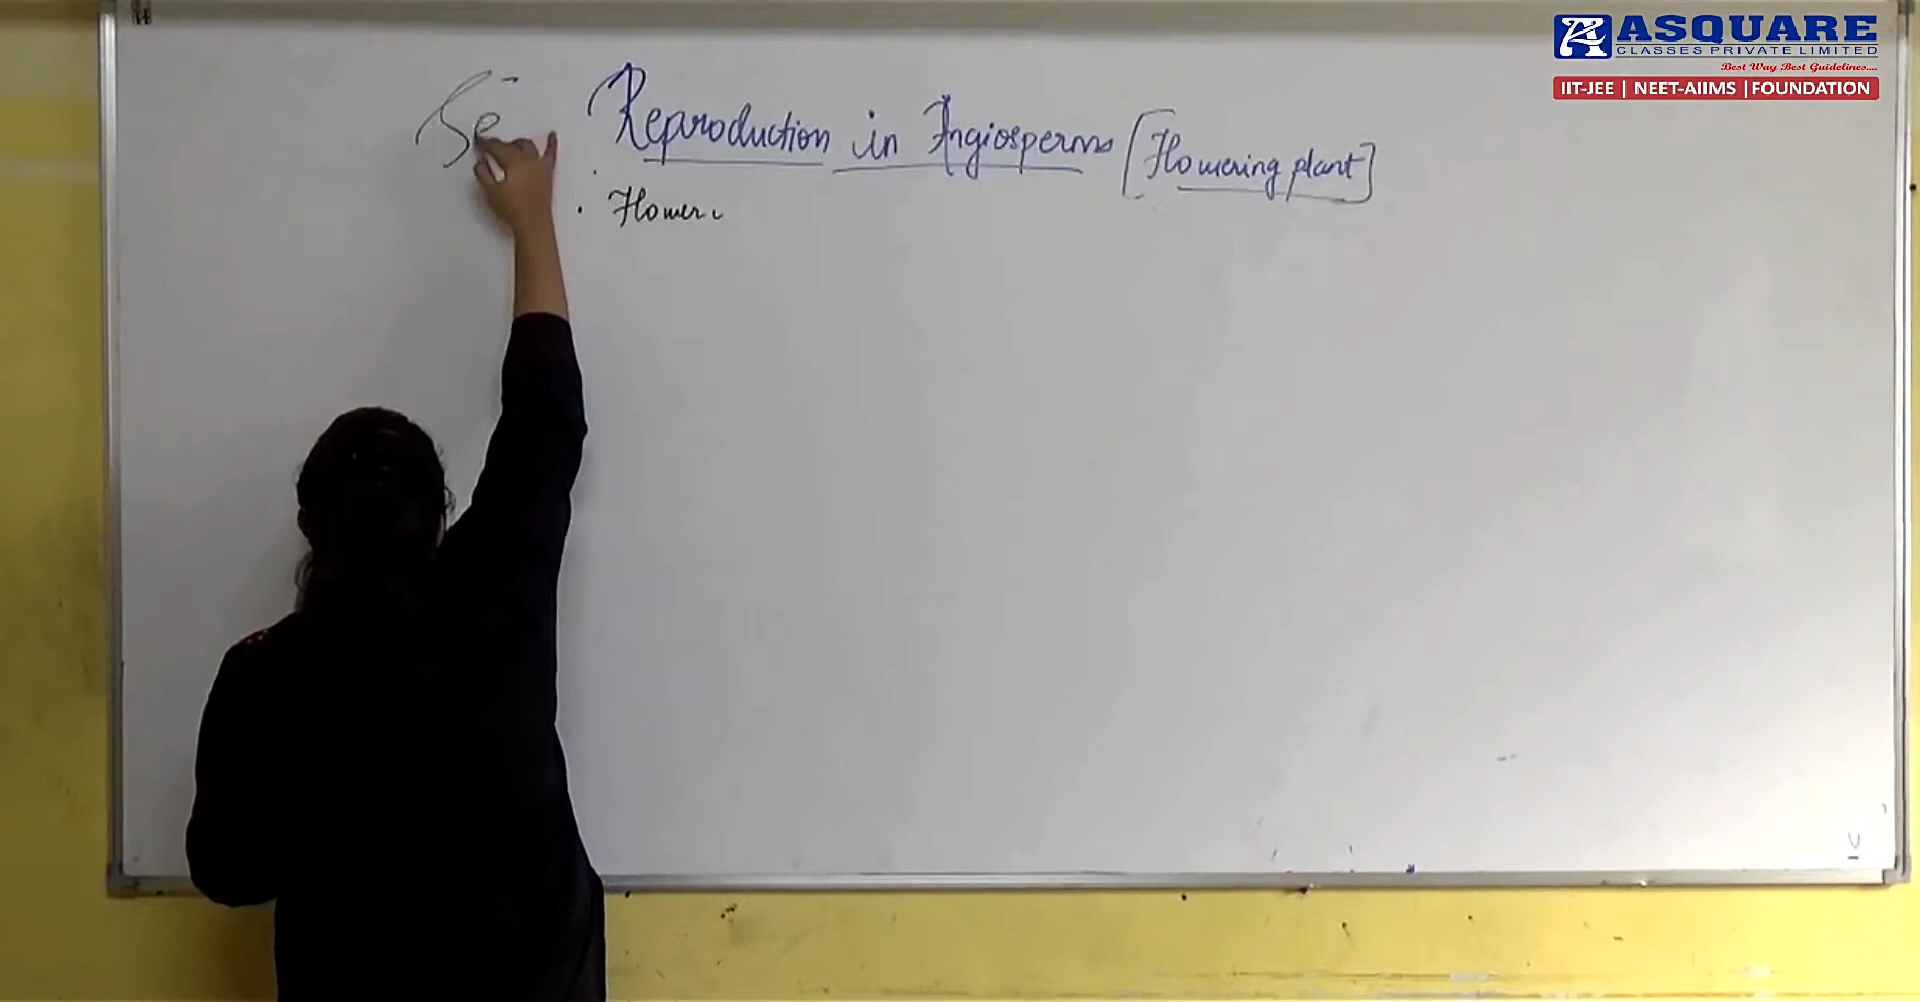 ASQUARE
CLASSES PRIVATE LIMITED
Best Way Best Guidelines....
IIT-JEE | NEET-AIIMS | FOUNDATION
Se Reproduction in Angiosperms [Flowering plant]
• Flower